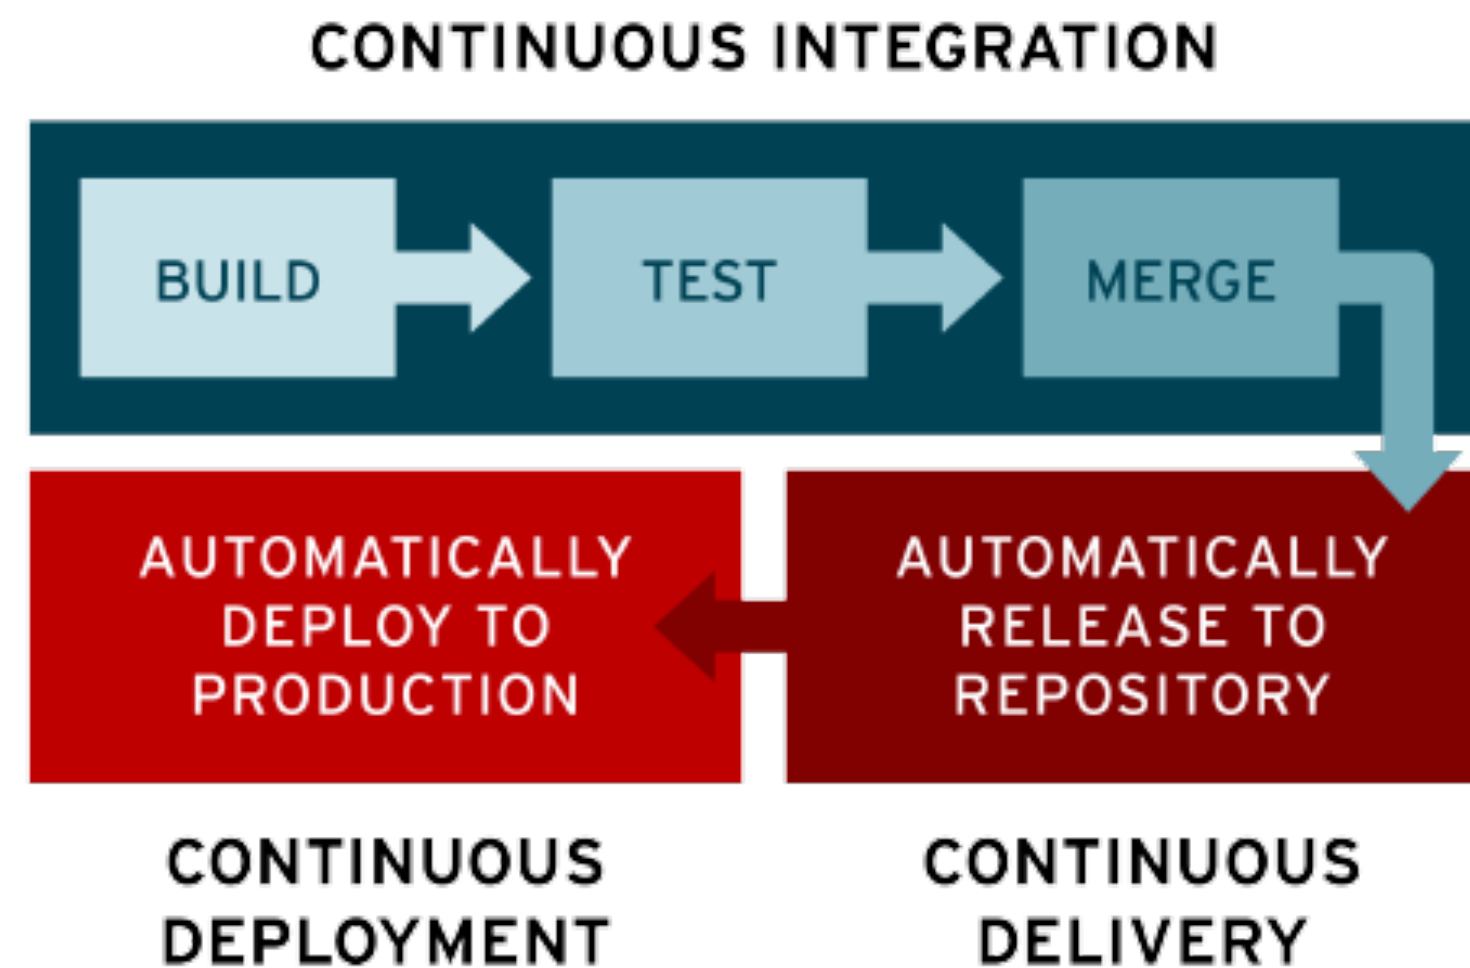 CONTINUOUS INTEGRATION
BUILD
TEST
MERGE
AUTOMATICALLY
DEPLOY TO
PRODUCTION
AUTOMATICALLY
RELEASE TO
REPOSITORY
CONTINUOUS
DEPLOYMENT
CONTINUOUS
DELIVERY